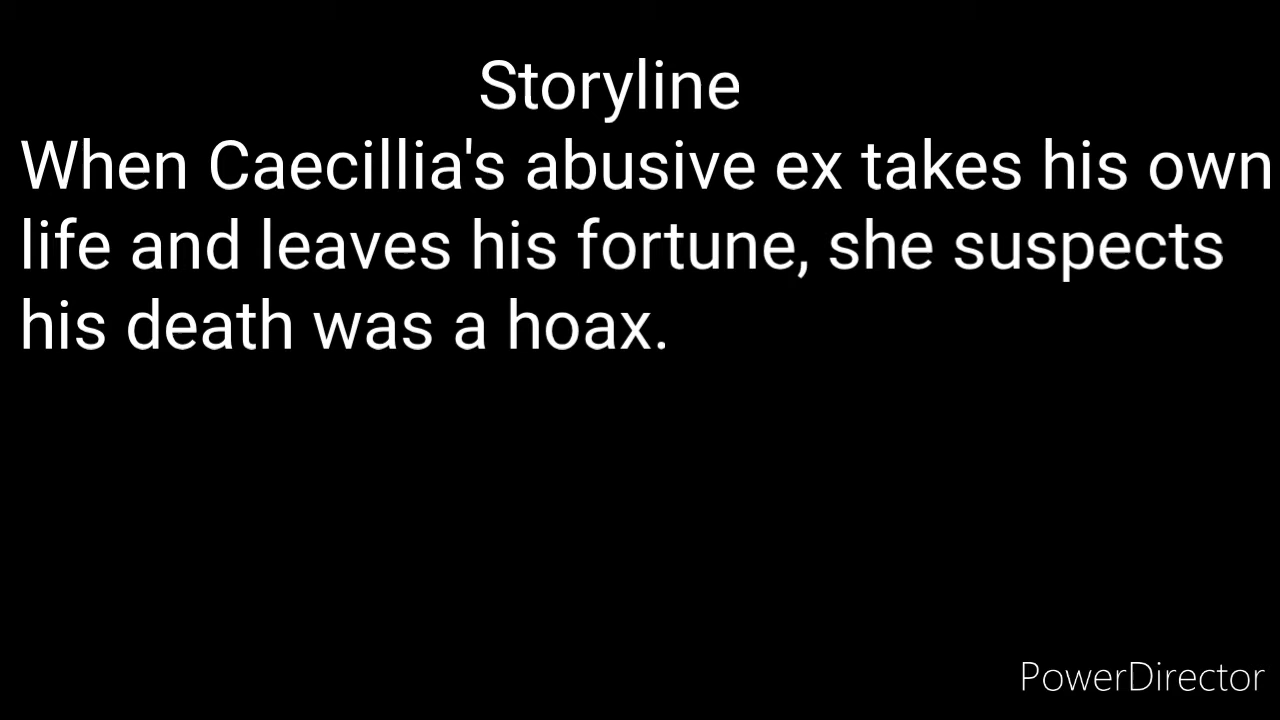 Storyline
When Caecillia's abusive ex takes his own
life and leaves his fortune, she suspects
his death was a hoax.
PowerDirector